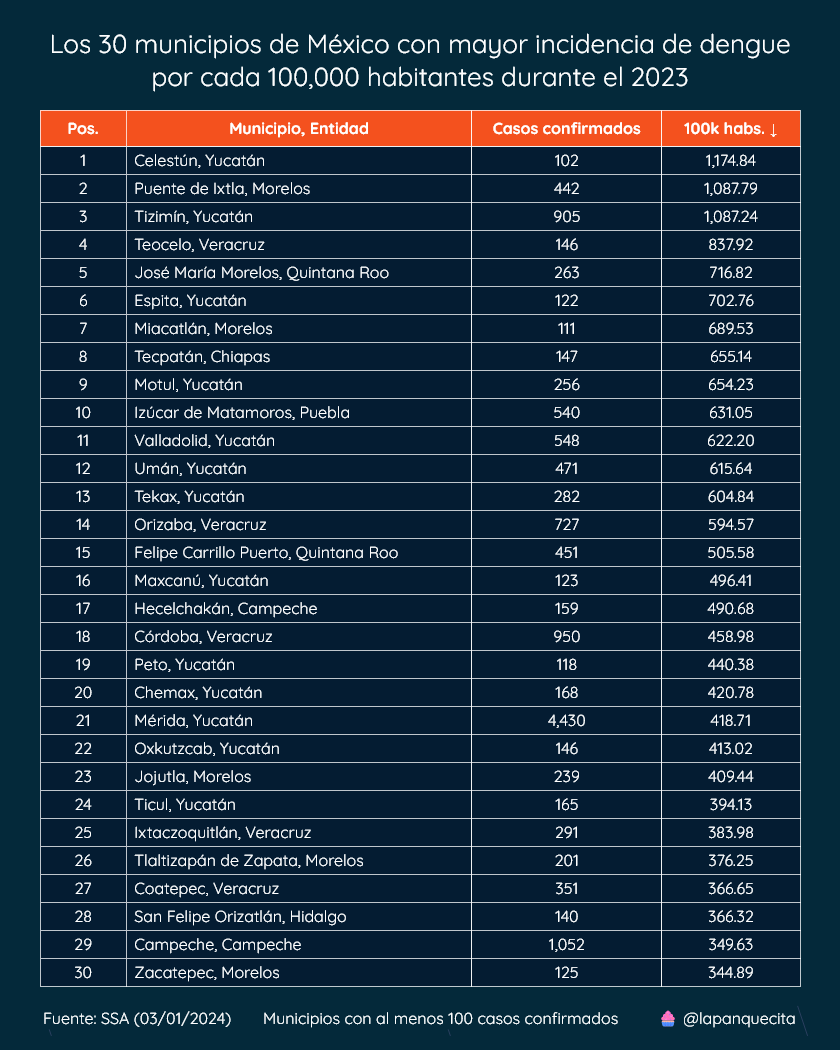 Los 30 municipios de México con mayor incidencia de dengue
por cada 100,000 habitantes durante el 2023
Pos. Municipio, Entidad Casos confirmados 100k habs. ↓
1 Celestún, Yucatán 102 1,174.84
2 Puente de Ixtla, Morelos 442 1,087.79
3 Tizimín, Yucatán 905 1,087.24
4 Teocelo, Veracruz 146 837.92
5 José María Morelos, Quintana Roo 263 716.82
6 Espita, Yucatán 122 702.76
7 Miacatlán, Morelos 111 689.53
8 Tecpatán, Chiapas 147 655.14
9 Motul, Yucatán 256 654.23
10 Izúcar de Matamoros, Puebla 540 631.05
11 Valladolid, Yucatán 548 622.20
12 Umán, Yucatán 471 615.64
13 Tekax, Yucatán 282 604.84
14 Orizaba, Veracruz 727 594.57
15 Felipe Carrillo Puerto, Quintana Roo 451 505.58
16 Maxcanú, Yucatán 123 496.41
17 Hecelchakán, Campeche 159 490.68
18 Córdoba, Veracruz 950 458.98
19 Peto, Yucatán 118 440.38
20 Chemax, Yucatán 168 420.78
21 Mérida, Yucatán 4,430 418.71
22 Oxkutzcab, Yucatán 146 413.02
23 Jojutla, Morelos 239 409.44
24 Ticul, Yucatán 165 394.13
25 Ixtaczoquitlán, Veracruz 291 383.98
26 Tlaltizapán de Zapata, Morelos 201 376.25
27 Coatepec, Veracruz 351 366.65
28 San Felipe Orizatlán, Hidalgo 140 366.32
29 Campeche, Campeche 1,052 349.63
30 Zacatepec, Morelos 125 344.89
Fuente: SSA (03/01/2024) Municipios con al menos 100 casos confirmados @lapanquecita